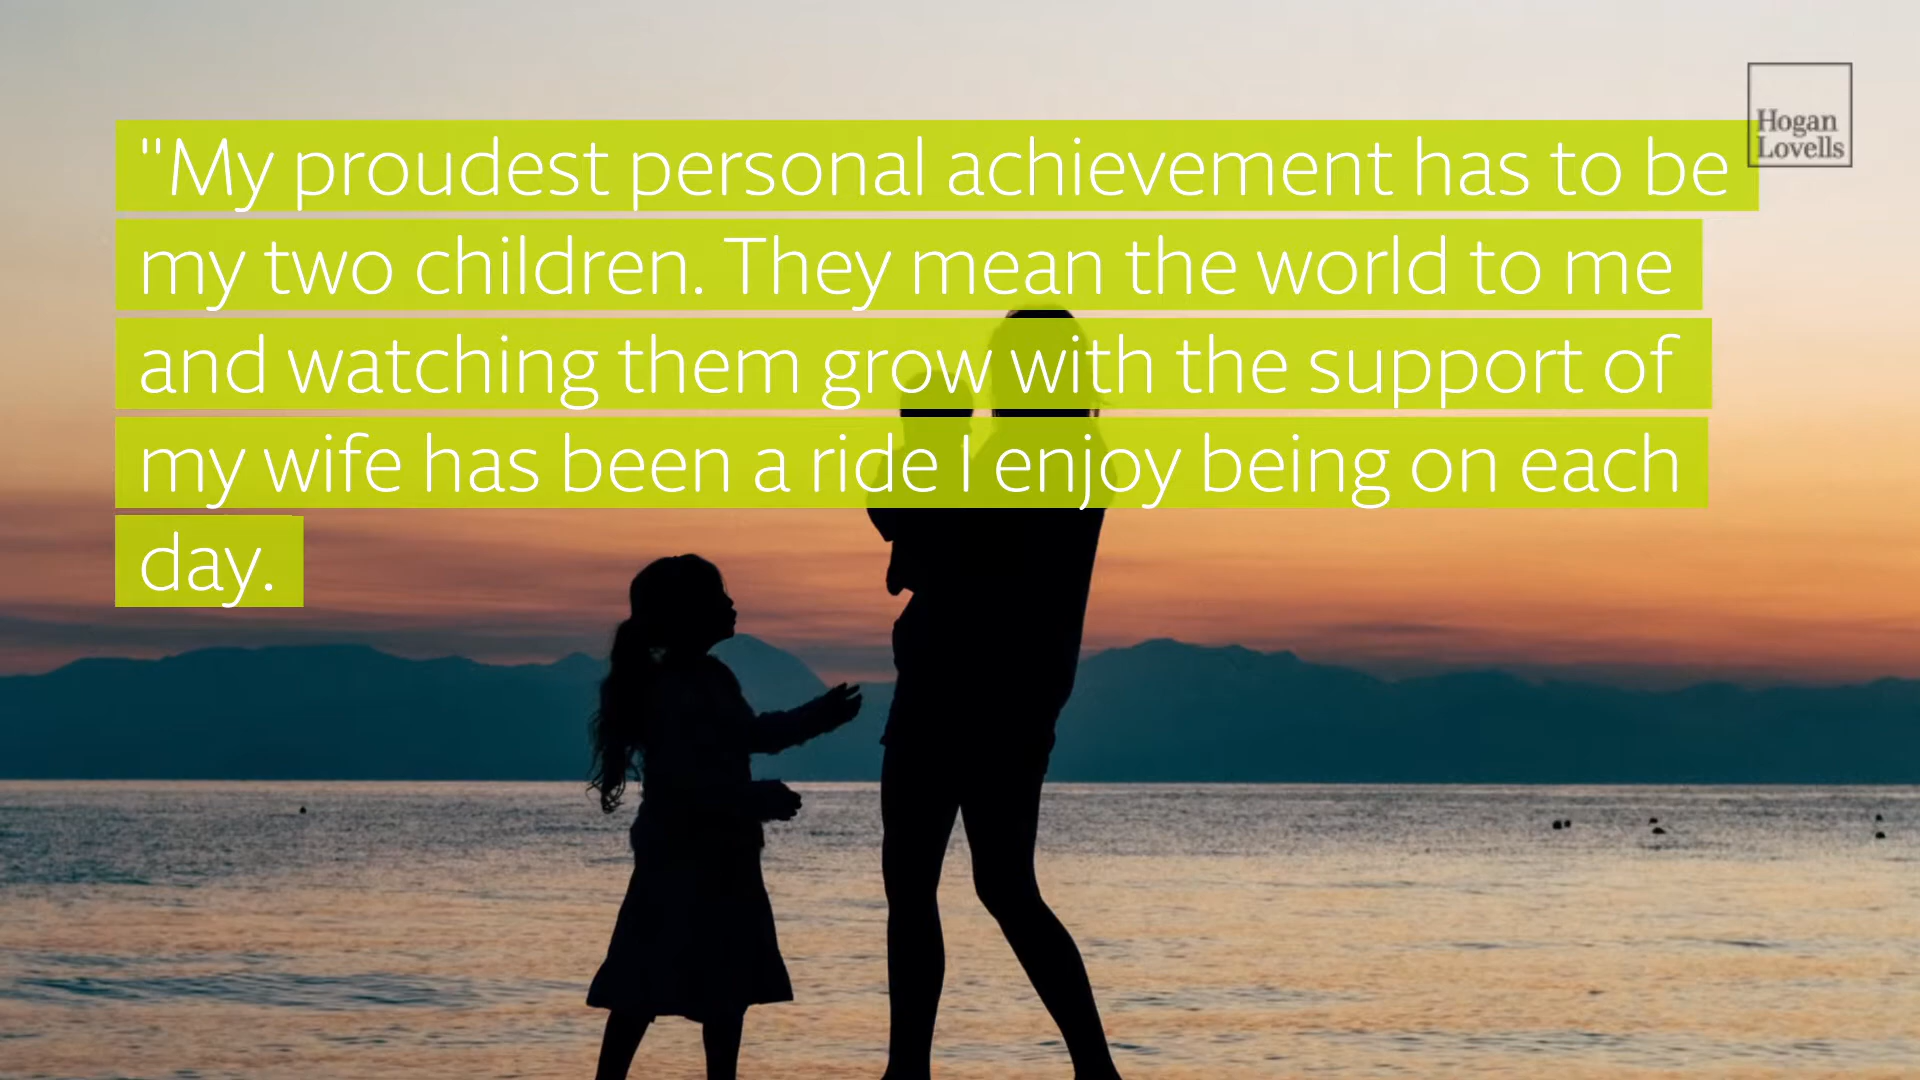 "My proudest personal achievement has to be
my two children. They mean the world to me
and watching them grow with the support of
my wife has been a ride I enjoy being on each
day.
Hogan
Lovells